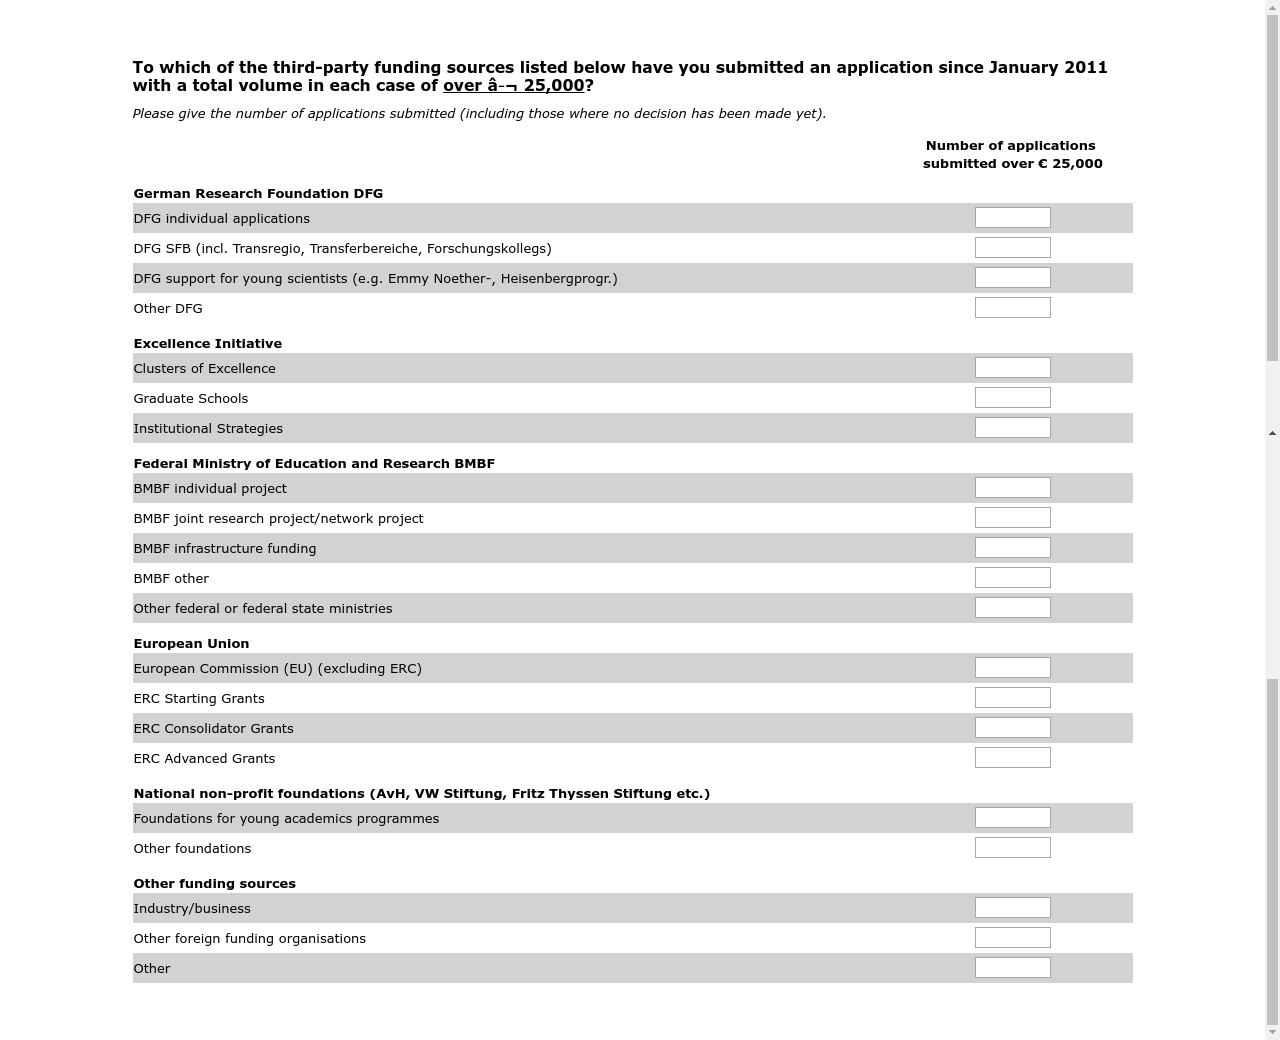 To which of the third-party funding sources listed below have you submitted an application since January 2011
with a total volume in each case of over â-¬ 25,000?
Please give the number of applications submitted (including those where no decision has been made yet).
Number of applications
submitted over € 25,000
German Research Foundation DFG
DFG individual applications
DFG SFB (incl. Transregio, Transferbereiche, Forschungskollegs)
DFG support for young scientists (e.g. Emmy Noether-, Heisenbergprogr.)
Other DFG
Excellence Initiative
Clusters of Excellence
Graduate Schools
Institutional Strategies
Federal Ministry of Education and Research BMBF
BMBF individual project
BMBF joint research project/network project
BMBF infrastructure funding
BMBF other
Other federal or federal state ministries
European Union
European Commission (EU) (excluding ERC)
ERC Starting Grants
ERC Consolidator Grants
ERC Advanced Grants
National non-profit foundations (AvH, VW Stiftung, Fritz Thyssen Stiftung etc.)
Foundations for young academics programmes
Other foundations
Other funding sources
Industry/business
Other foreign funding organisations
Other